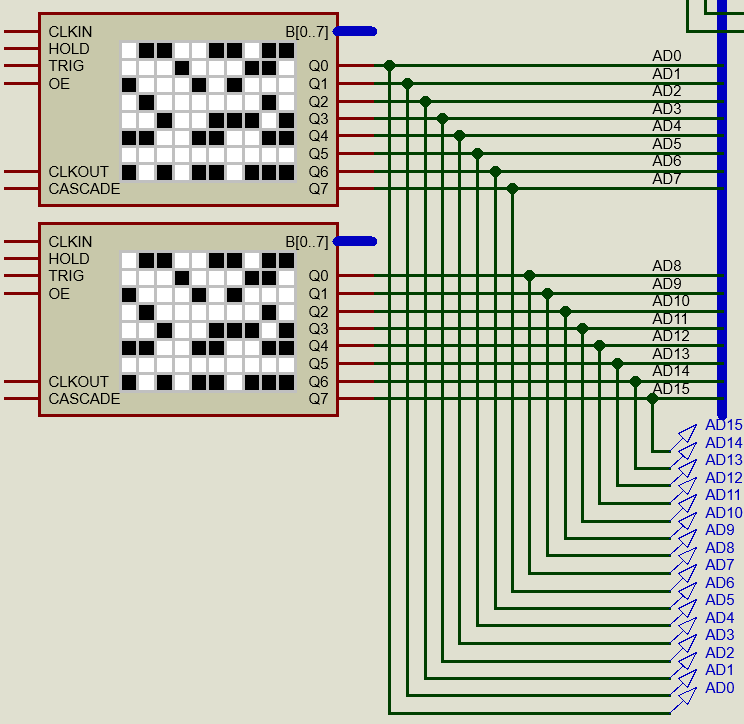 CLKIN B[0..7]
HOLD
TRIG Q0 AD0
OE Q1 AD1
Q2 AD2
Q3 AD3
Q4 AD4
Q5 AD5
CLKOUT Q6 AD6
CASCADE Q7 AD7
CLKIN B[0..7]
HOLD
TRIG Q0 AD8
OE Q1 AD9
Q2 AD10
Q3 AD11
Q4 AD12
Q5 AD13
CLKOUT Q6 AD14
CASCADE Q7 AD15
AD15
AD14
AD13
AD12
AD11
AD10
AD9
AD8
AD7
AD6
AD5
AD4
AD3
AD2
AD1
AD0